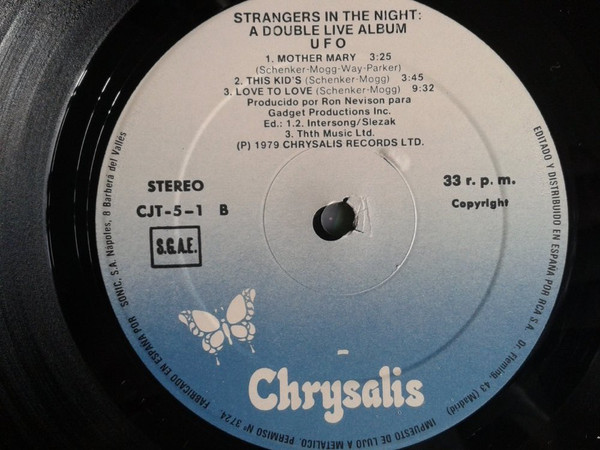 STRANGERS IN THE NIGHT:
A DOUBLE LIVE ALBUM
UFO
1. MOTHER MARY 3:25
(Schenker-Mogg-Way-Parker)
2. THIS KID'S (Schenker-Mogg) 3:45
3. LOVE TO LOVE (Schenker-Mogg) 9:32
Producido por Ron Nevison para
Gadget Productions Inc.
Ed.: 1.2. Intersong/Slezak
3. Thth Music Ltd.
(P) 1979 CHRYSALIS RECORDS LTD.
STEREO
CJT-5-1 B
S.G.A.E.
33 r. p. m.
Copyright
Chrysalis
FABRICADO EN ESPAÑA POR SONIC, S.A. Nápoles, 8 Barberá del Vallés
EDITADO Y DISTRIBUIDO EN ESPAÑA POR RCA S.A. Dr. Fleming, 43 (Madrid)
IMPUESTO DE LUJO A METALICO. PERMISO Nº 3724.